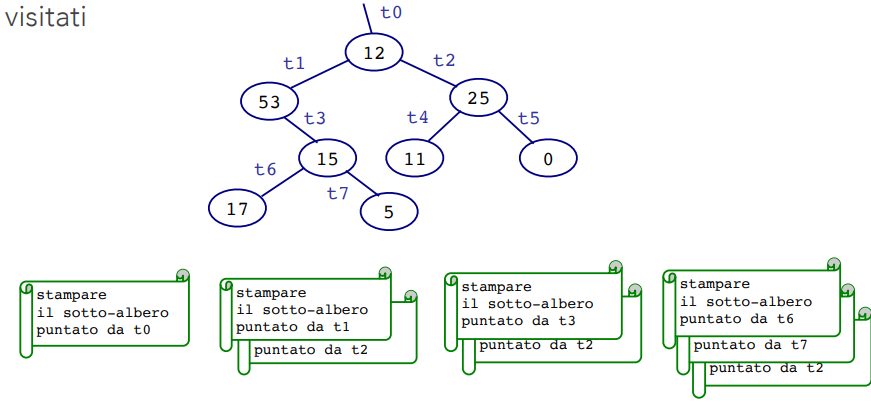 visitati
t0
12
t1
t2
53
25
t3
t4
t5
15
11
0
t6
t7
17
5
stampare
il sotto-albero
puntato da t0
stampare
il sotto-albero
puntato da t1
puntato da t2
stampare
il sotto-albero
puntato da t3
puntato da t2
stampare
il sotto-albero
puntato da t6
puntato da t7
puntato da t2